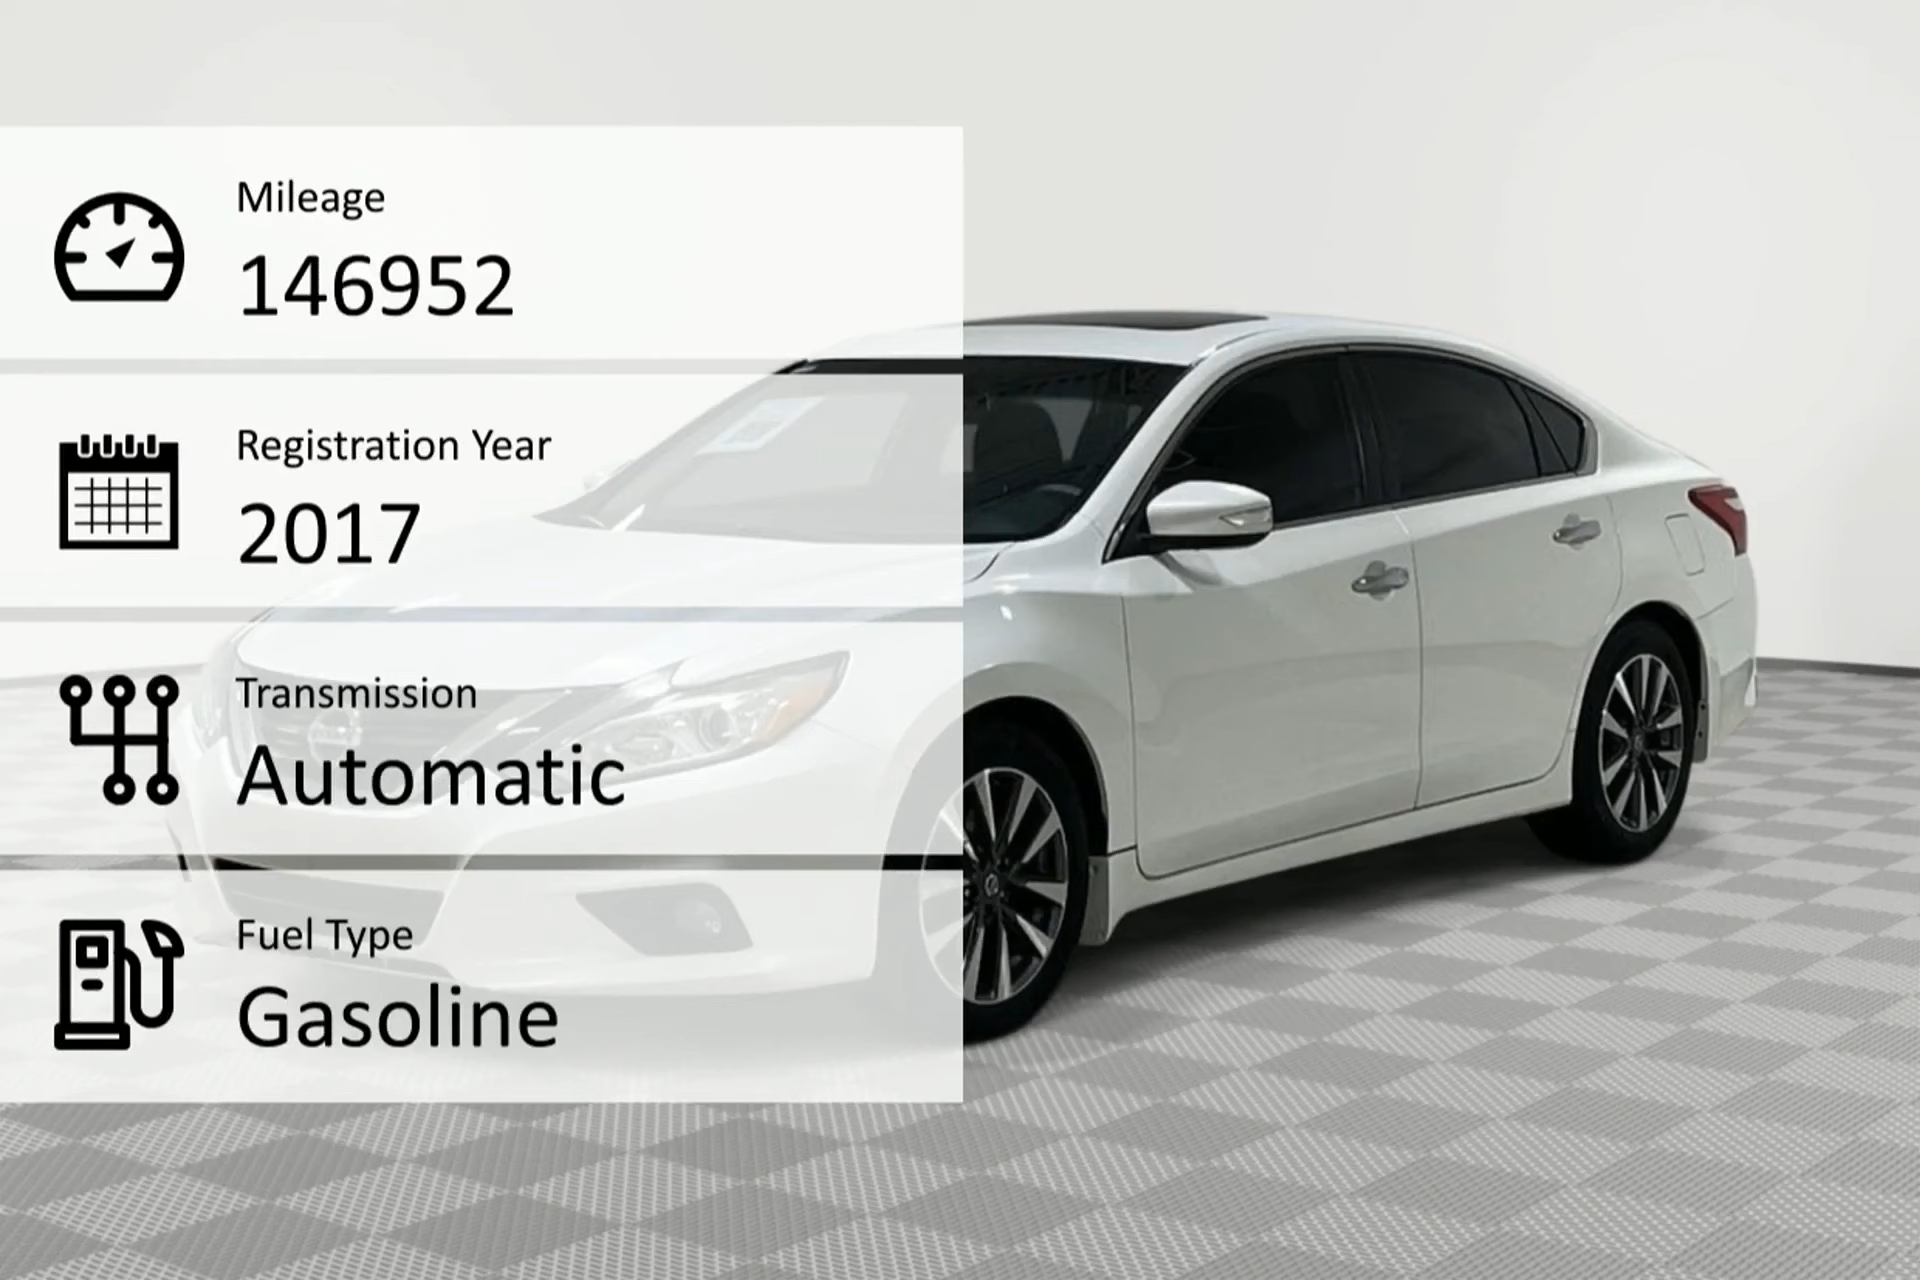 Mileage
146952
Registration Year
2017
Transmission
Automatic
Fuel Type
Gasoline